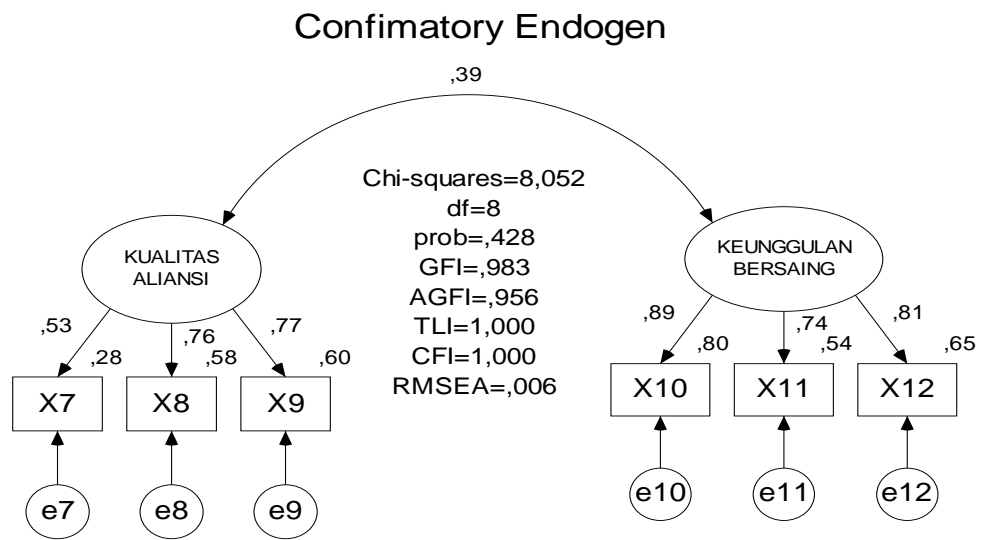 Confimatory Endogen
,39
Chi-squares=8,052
df=8
prob=,428
GFI=,983
AGFI=,956
TLI=1,000
CFI=1,000
RMSEA=,006
KUALITAS
ALIANSI
,53
,76
,77
,28
,58
,60
X7
X8
X9
e7
e8
e9
KEUNGGULAN
BERSAING
,89
,74
,81
,80
,54
,65
X10
X11
X12
e10
e11
e12